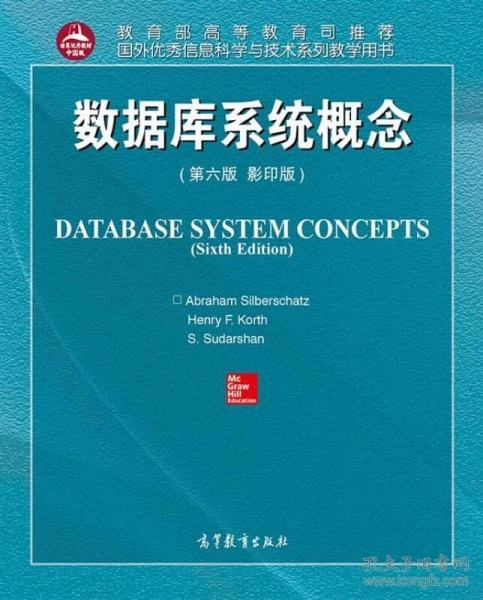 教育部高等教育司推荐
国外优秀信息科学与技术系列教学用书
世界优秀教材
中国版
数据库系统概念
(第六版 影印版)
DATABASE SYSTEM CONCEPTS
(Sixth Edition)
□ Abraham Silberschatz
Henry F. Korth
S. Sudarshan
Mc
Graw
Hill
Education
高等教育出版社
孔夫子旧书网
www.kongfz.com